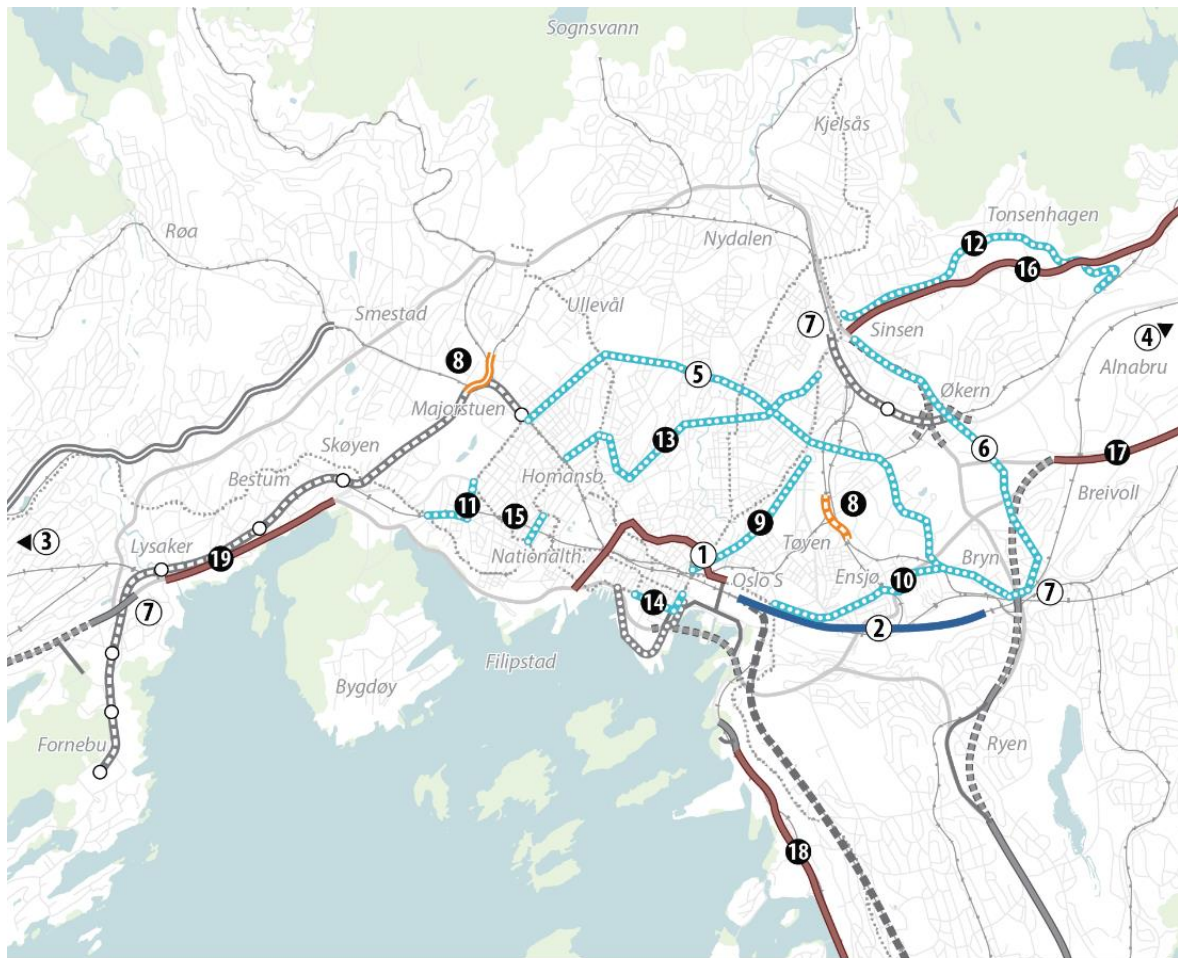 Sognsvann
Kjelsås
Tonsenhagen
Røa
Nydalen
12
16
Ullevål
Smestad
7
Sinsen
4
8
5
Alnabru
Økern
Majorstuen
13
6
Skøyen
17
Homansb.
Bestum
11
15
8
Breivoll
9
3
Lysaker
19
Nationalth.
1
Tøyen
Bryn
Oslo S
Ensjø
10
7
14
7
2
Filipstad
Bygdøy
Fornebu
Ryen
18